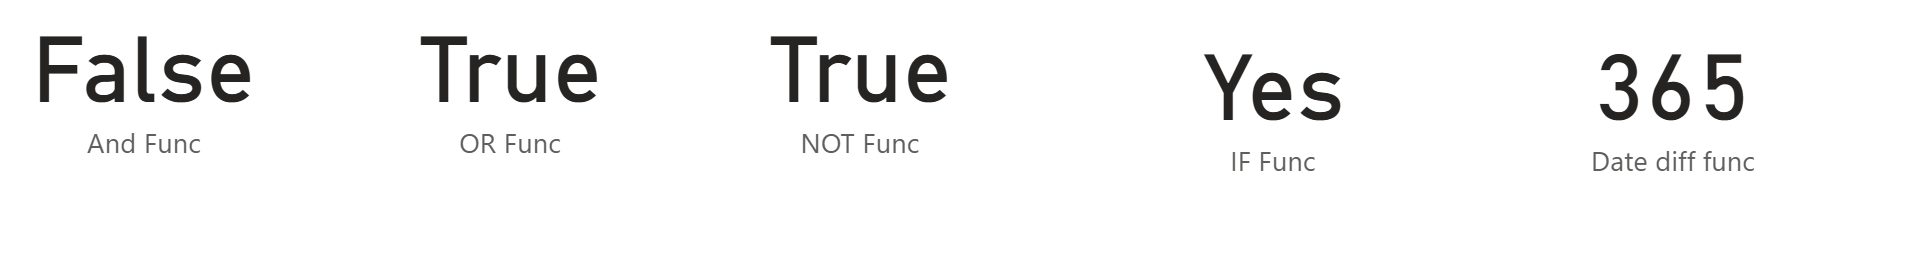 False
And Func
True
OR Func
True
NOT Func
Yes
IF Func
365
Date diff func